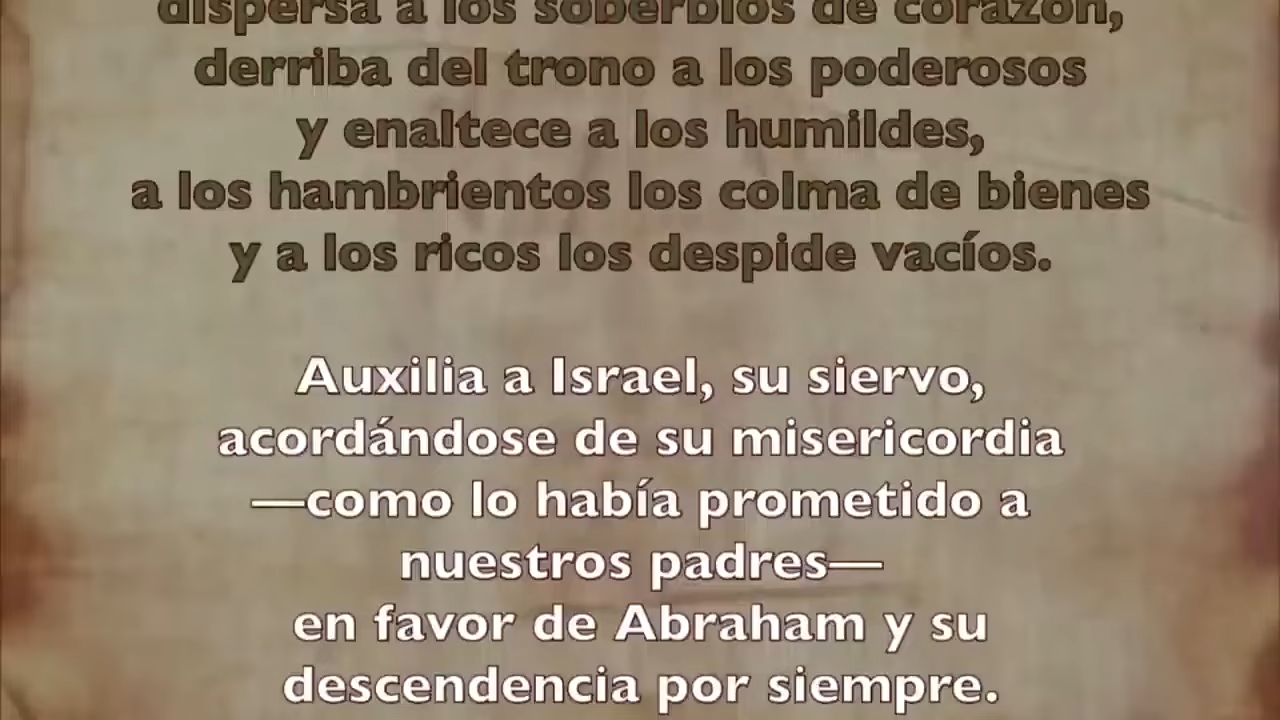 dispersa a los soberbios de corazón,
derriba del trono a los poderosos
y enaltece a los humildes,
a los hambrientos los colma de bienes
y a los ricos los despide vacíos.
Auxilia a Israel, su siervo,
acordándose de su misericordia
—como lo había prometido a
nuestros padres—
en favor de Abraham y su
descendencia por siempre.